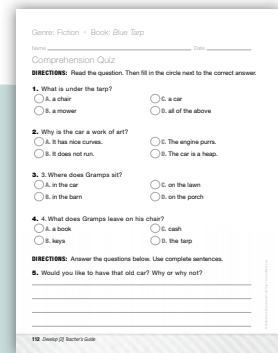 Genre: Fiction • Book: Blue Tarp
Name Date
Comprehension Quiz
DIRECTIONS: Read the question. Then fill in the circle next to the correct answer.
1. What is under the tarp?
A. a chair C. a car
B. a mower D. all of the above
2. Why is the car a work of art?
A. It has nice curves. C. The engine purrs.
B. It does not run. D. The car is a heap.
3. 3. Where does Gramps sit?
A. in the car C. on the lawn
B. in the barn D. on the porch
4. 4. What does Gramps leave on his chair?
A. a book C. cash
B. keys D. the tarp
DIRECTIONS: Answer the questions below. Use complete sentences.
5. Would you like to have that old car? Why or why not?
112 Develop [2] Teacher's Guide